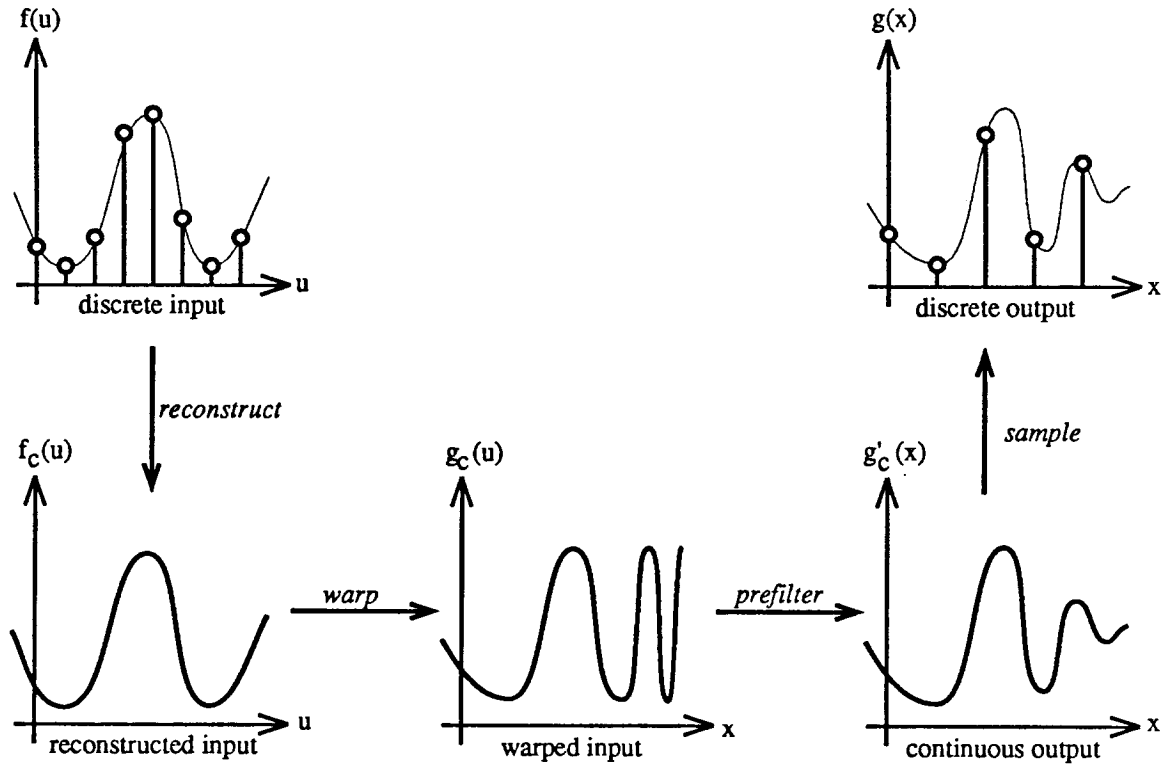 f(u)
g(x)
u
discrete input
x
discrete output
reconstruct
sample
f_c(u)
g_c(u)
g'_c(x)
warp
prefilter
u
reconstructed input
x
warped input
x
continuous output